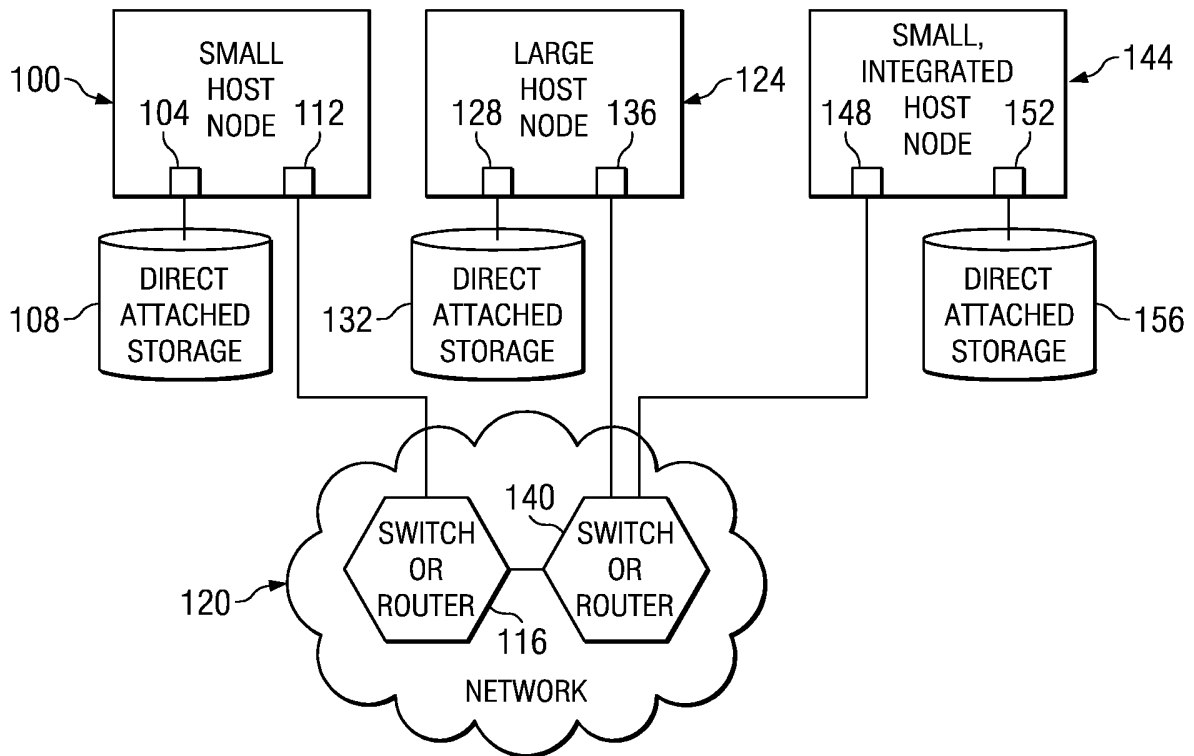 SMALL
HOST
NODE
100
104
112
LARGE
HOST
NODE
124
128
136
SMALL,
INTEGRATED
HOST
NODE
144
148
152
DIRECT
ATTACHED
STORAGE
108
DIRECT
ATTACHED
STORAGE
132
DIRECT
ATTACHED
STORAGE
156
140
SWITCH
OR
ROUTER
SWITCH
OR
ROUTER
120
116
NETWORK